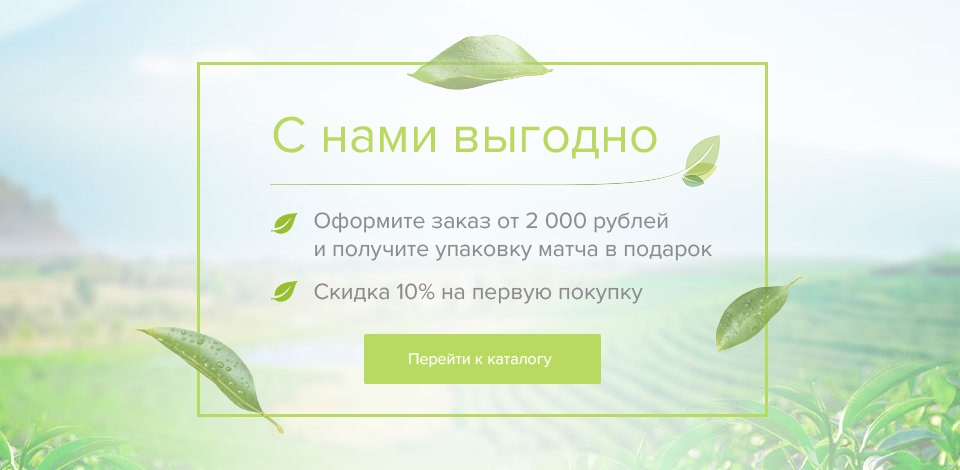 С нами выгодно
Оформите заказ от 2 000 рублей
и получите упаковку матча в подарок
Скидка 10% на первую покупку
Перейти к каталогу